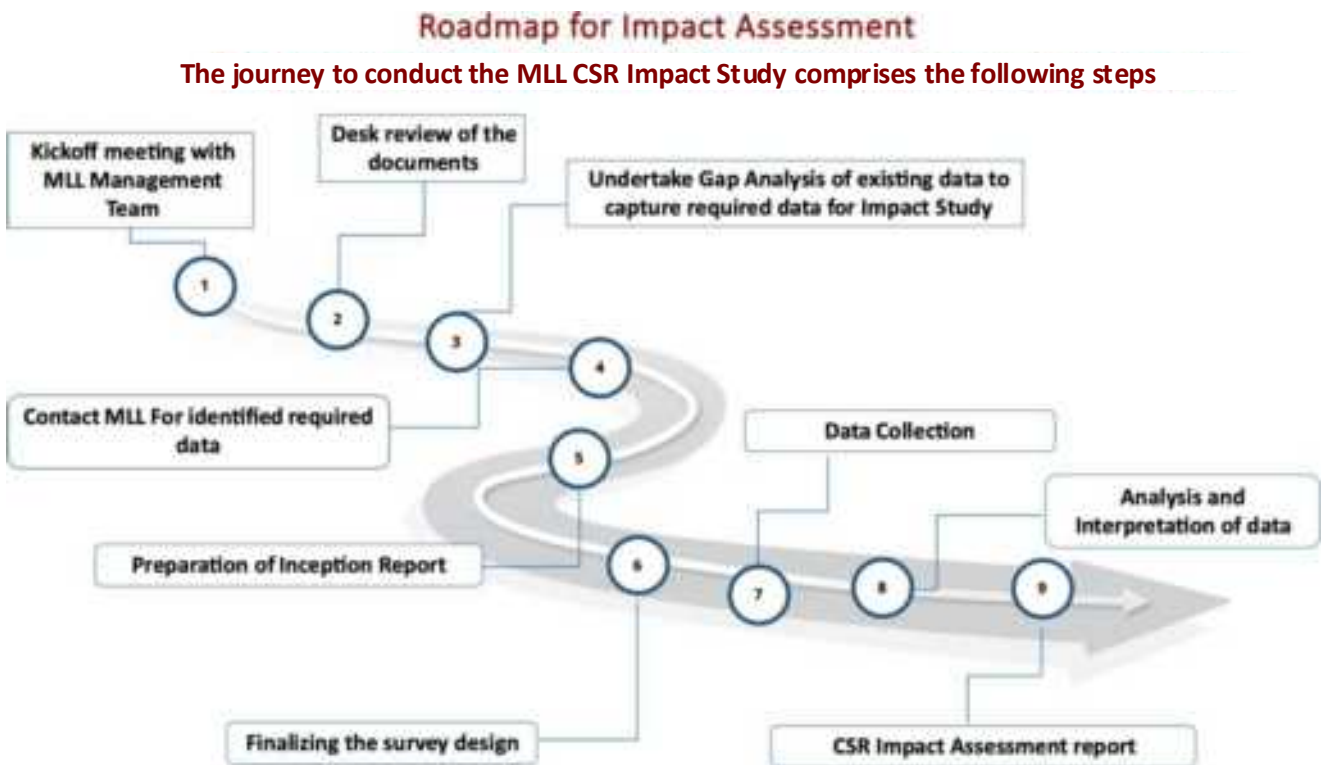 Roadmap for Impact Assessment
The journey to conduct the MLL CSR Impact Study comprises the following steps
Kickoff meeting with
MLL Management
Team
Desk review of the
documents
Undertake Gap Analysis of existing data to
capture required data for Impact Study
1
2
3
4
Contact MLL For identified required
data
5
Data Collection
Analysis and
Interpretation of data
Preparation of Inception Report
6
7
8
9
Finalizing the survey design
CSR Impact Assessment report